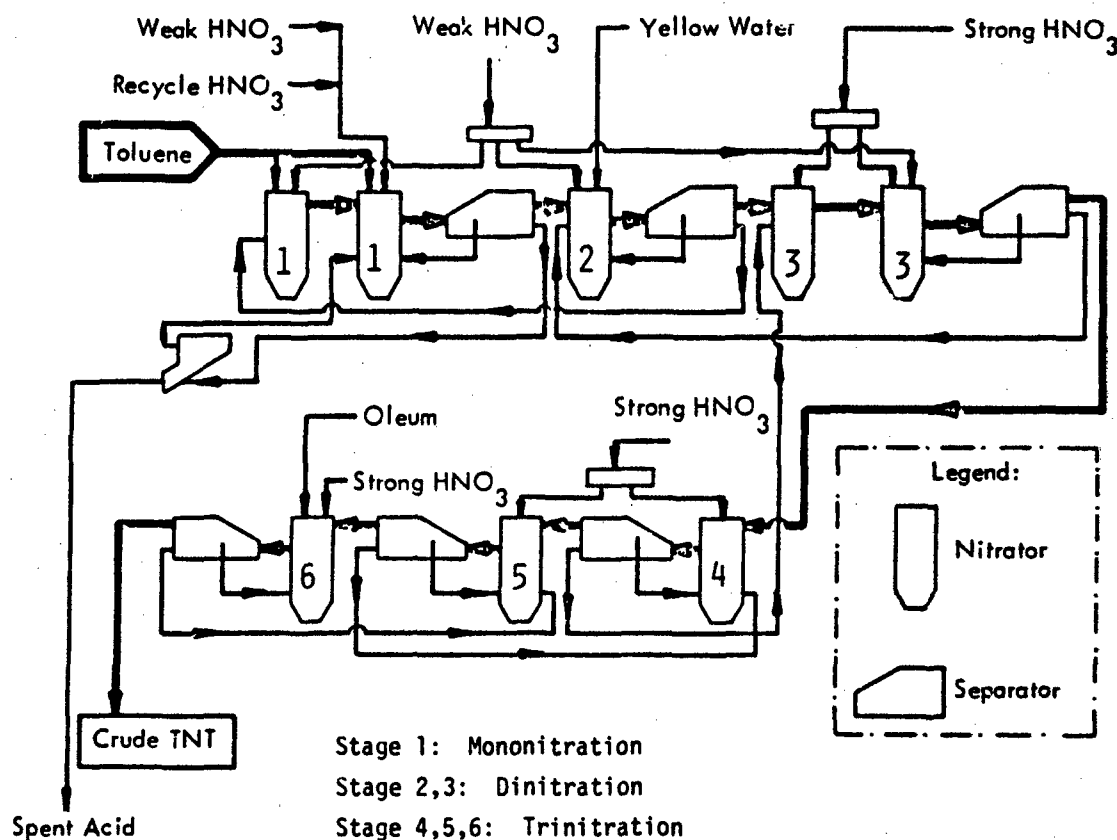 Weak HNO3
Weak HNO3
Yellow Water
Strong HNO3
Recycle HNO3
Toluene
1
1
2
3
3
Strong HNO3
Oleum
Strong HNO3
6
5
4
Legend:
Nitrator
Separator
Crude TNT
Stage 1: Mononitration
Stage 2,3: Dinitration
Stage 4,5,6: Trinitration
Spent Acid